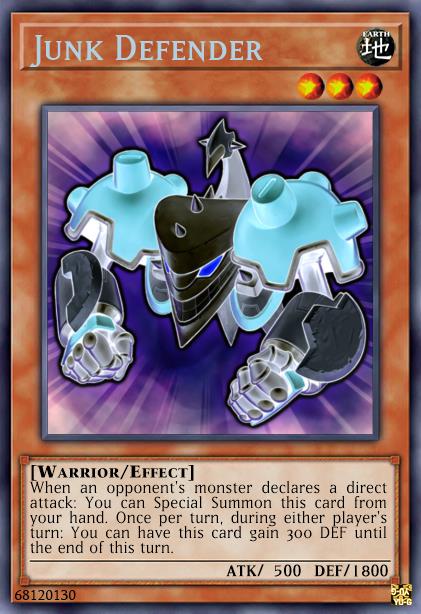 JUNK DEFENDER
EARTH
地
[WARRIOR/EFFECT]
When an opponent's monster declares a direct
attack: You can Special Summon this card from
your hand. Once per turn, during either player's
turn: You can have this card gain 300 DEF until
the end of this turn.
ATK/ 500 DEF/1800
68120130